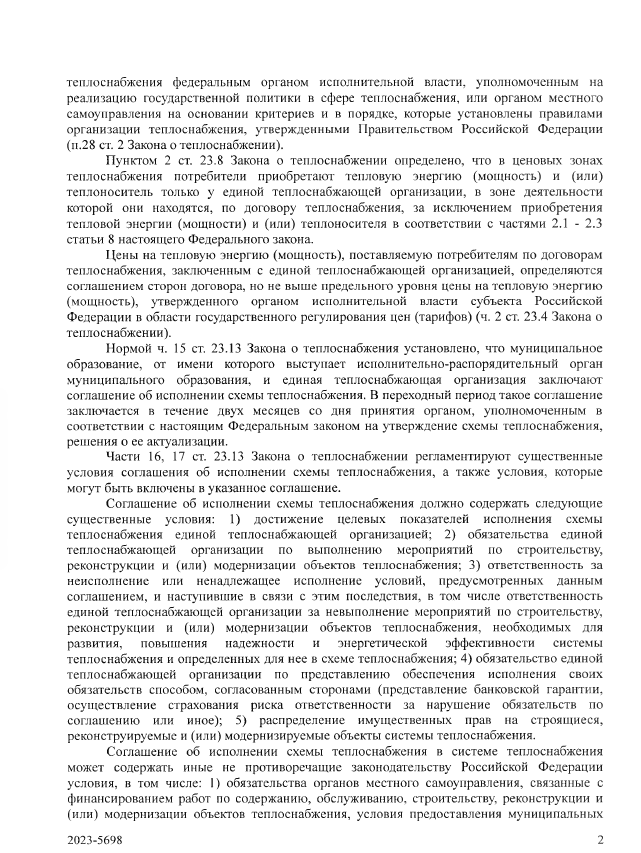 теплоснабжения федеральным органом исполнительной власти, уполномоченным на
реализацию государственной политики в сфере теплоснабжения, или органом местного
самоуправления на основании критериев и в порядке, которые установлены правилами
организации теплоснабжения, утвержденными Правительством Российской Федерации
(п.28 ст. 2 Закона о теплоснабжении).
Пунктом 2 ст. 23.8 Закона о теплоснабжении определено, что в ценовых зонах
теплоснабжения потребители приобретают тепловую энергию (мощность) и (или)
теплоноситель только у единой теплоснабжающей организации, в зоне деятельности
которой они находятся, по договору теплоснабжения, за исключением приобретения
тепловой энергии (мощности) и (или) теплоносителя в соответствии с частями 2.1 - 2.3
статьи 8 настоящего Федерального закона.
Цены на тепловую энергию (мощность), поставляемую потребителям по договорам
теплоснабжения, заключенным с единой теплоснабжающей организацией, определяются
соглашением сторон договора, но не выше предельного уровня цены на тепловую энергию
(мощность), утвержденного органом исполнительной власти субъекта Российской
Федерации в области государственного регулирования цен (тарифов) (ч. 2 ст. 23.4 Закона о
теплоснабжении).
Нормой ч. 15 ст. 23.13 Закона о теплоснабжения установлено, что муниципальное
образование, от имени которого выступает исполнительно-распорядительный орган
муниципального образования, и единая теплоснабжающая организация заключают
соглашение об исполнении схемы теплоснабжения. В переходный период такое соглашение
заключается в течение двух месяцев со дня принятия органом, уполномоченным в
соответствии с настоящим Федеральным законом на утверждение схемы теплоснабжения,
решения о ее актуализации.
Части 16, 17 ст. 23.13 Закона о теплоснабжении регламентируют существенные
условия соглашения об исполнении схемы теплоснабжения, а также условия, которые
могут быть включены в указанное соглашение.
Соглашение об исполнении схемы теплоснабжения должно содержать следующие
существенные условия: 1) достижение целевых показателей исполнения схемы
теплоснабжения единой теплоснабжающей организацией; 2) обязательства единой
теплоснабжающей организации по выполнению мероприятий по строительству,
реконструкции и (или) модернизации объектов теплоснабжения; 3) ответственность за
неисполнение или ненадлежащее исполнение условий, предусмотренных данным
соглашением, и наступившие в связи с этим последствия, в том числе ответственность
единой теплоснабжающей организации за невыполнение мероприятий по строительству,
реконструкции и (или) модернизации объектов теплоснабжения, необходимых для
развития, повышения надежности и энергетической эффективности системы
теплоснабжения и определенных для нее в схеме теплоснабжения; 4) обязательство единой
теплоснабжающей организации по представлению обеспечения исполнения своих
обязательств способом, согласованным сторонами (представление банковской гарантии,
осуществление страхования риска ответственности за нарушение обязательств по
соглашению или иное); 5) распределение имущественных прав на строящиеся,
реконструируемые и (или) модернизируемые объекты системы теплоснабжения.
Соглашение об исполнении схемы теплоснабжения в системе теплоснабжения
может содержать иные не противоречащие законодательству Российской Федерации
условия, в том числе: 1) обязательства органов местного самоуправления, связанные с
финансированием работ по содержанию, обслуживанию, строительству, реконструкции и
(или) модернизации объектов теплоснабжения, условия предоставления муниципальных
2023-5698 2